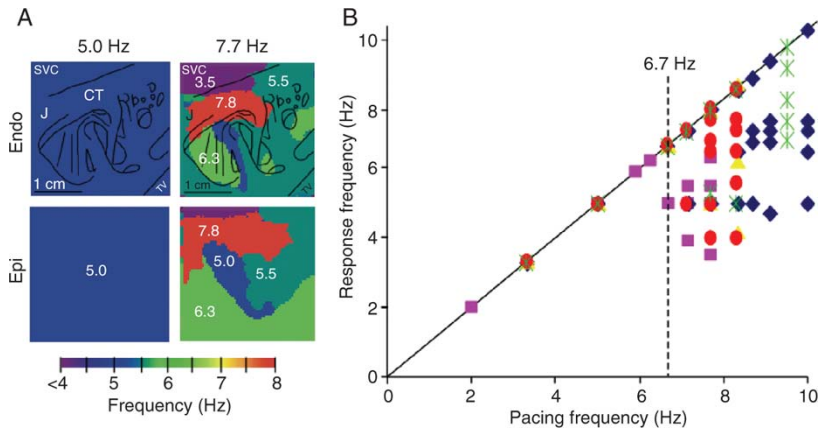 A
5.0 Hz 7.7 Hz
Endo
SVC
CT
J
1 cm
TV
SVC
3.5
5.5
7.8
J
6.3
1 cm
TV
Epi
5.0
7.8
5.0
5.5
6.3
<4 5 6 7 8
Frequency (Hz)
B
6.7 Hz
Response frequency (Hz)
10
8
6
4
2
0
0 2 4 6 8 10
Pacing frequency (Hz)